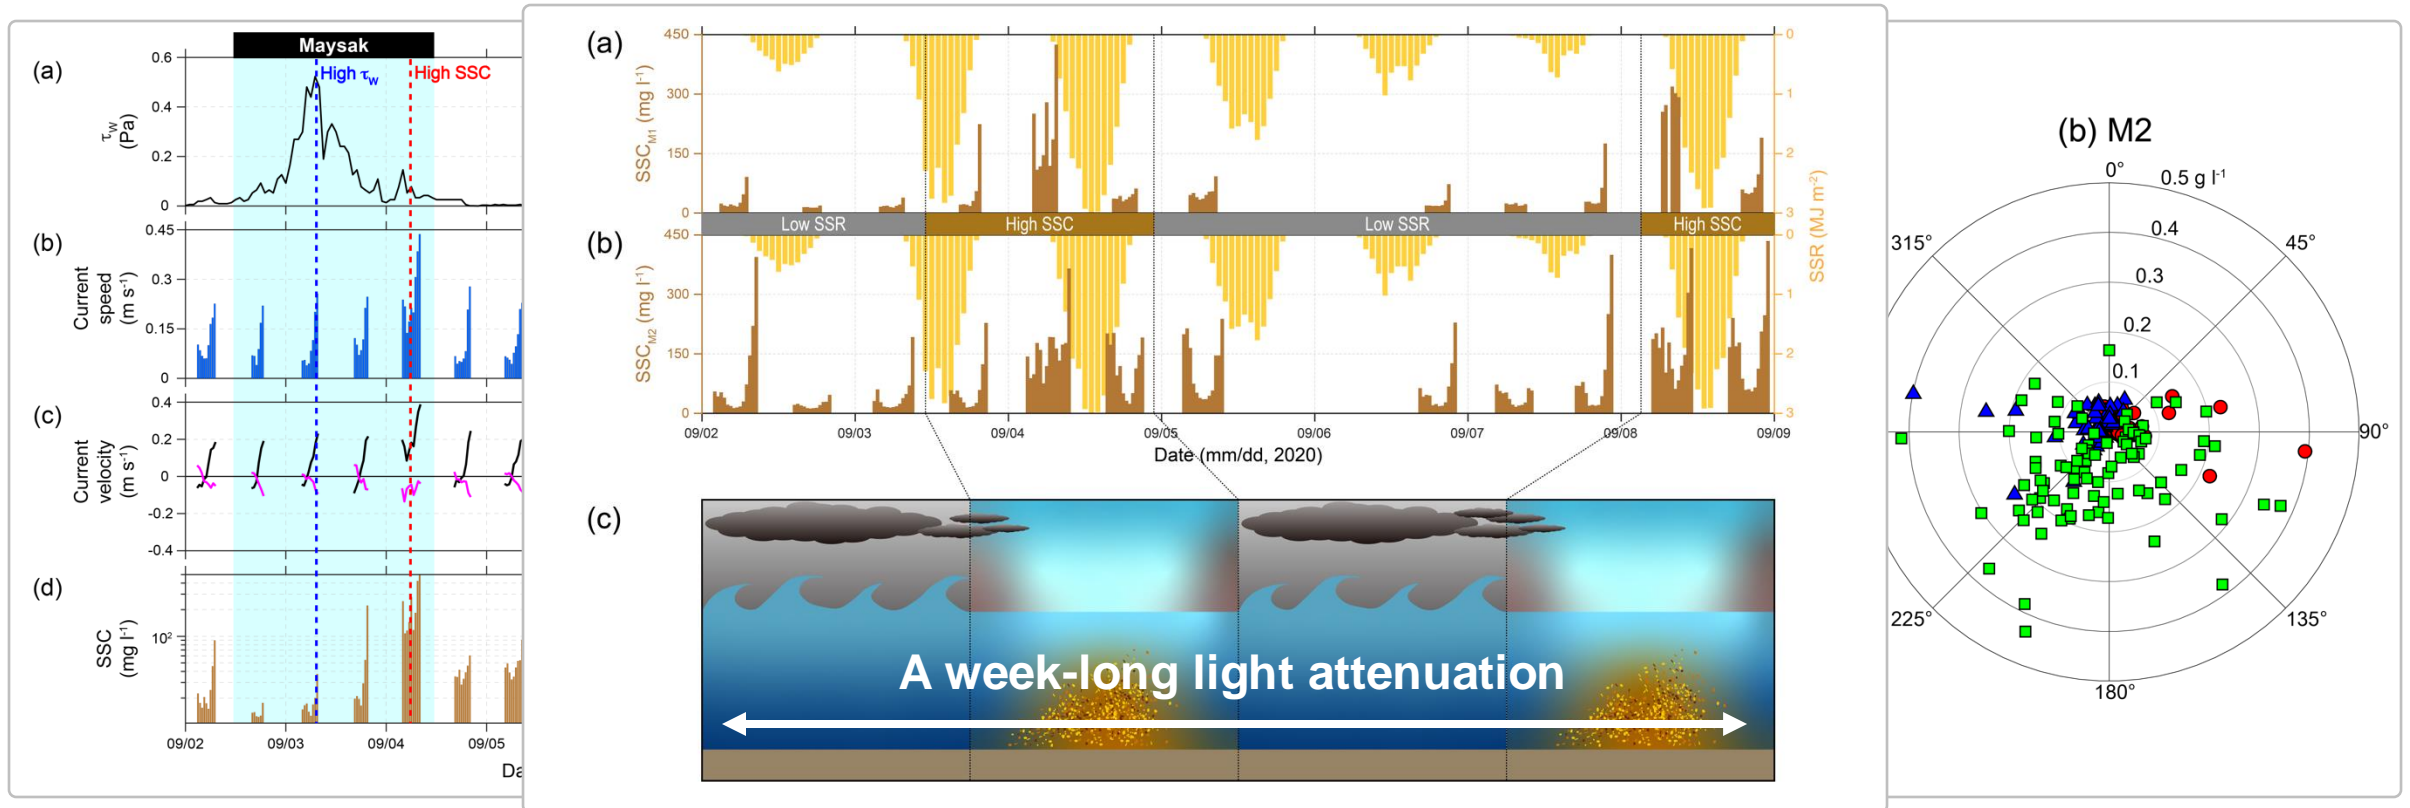 Maysak
(a)
High τw
High SSC
0.6
0.4
0.2
0
τw
(Pa)
(b)
0.45
0.3
0.15
0
Current
speed
(m s-1)
(c)
0.4
0.2
0
-0.2
-0.4
Current
velocity
(m s-1)
(d)
10²
SSC
(mg l-1)
09/02
09/03
09/04
09/05
Da
(a)
450
300
150
0
SSCM1 (mg l-1)
0
1
2
3
Low SSR
High SSC
Low SSR
High SSC
(b)
450
300
150
0
SSCM2 (mg l-1)
0
1
2
3
SSR (MJ m-2)
09/02
09/03
09/04
09/05
09/06
09/07
09/08
09/09
Date (mm/dd, 2020)
(c)
A week-long light attenuation
(b) M2
0°
0.5 g l-1
0.4
0.3
0.2
0.1
315°
45°
90°
225°
135°
180°